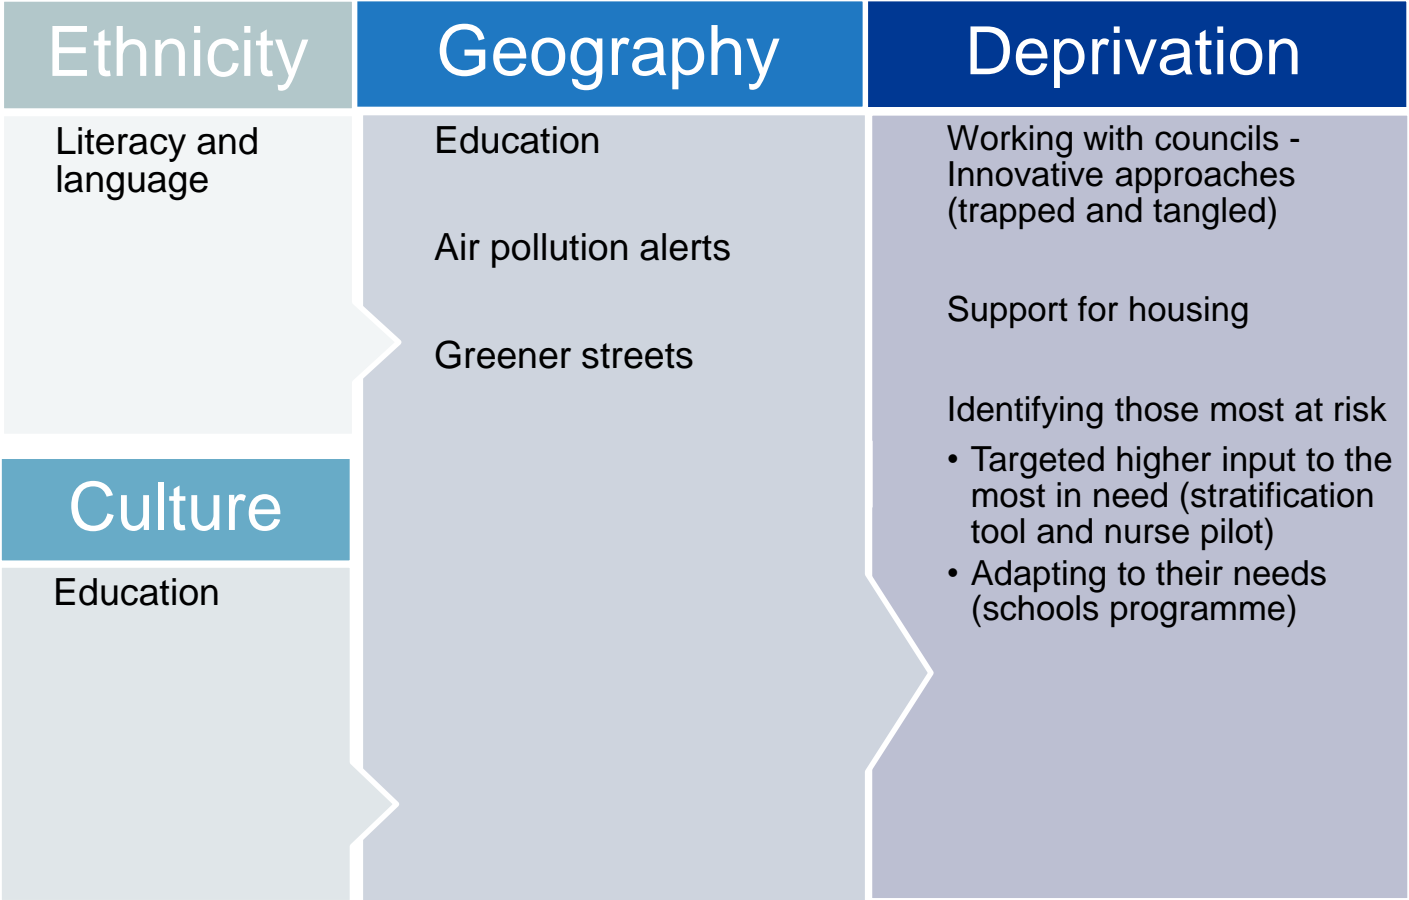 Ethnicity
Literacy and
language
Culture
Education
Geography
Education
Air pollution alerts
Greener streets
Deprivation
Working with councils -
Innovative approaches
(trapped and tangled)
Support for housing
Identifying those most at risk
• Targeted higher input to the
most in need (stratification
tool and nurse pilot)
• Adapting to their needs
(schools programme)